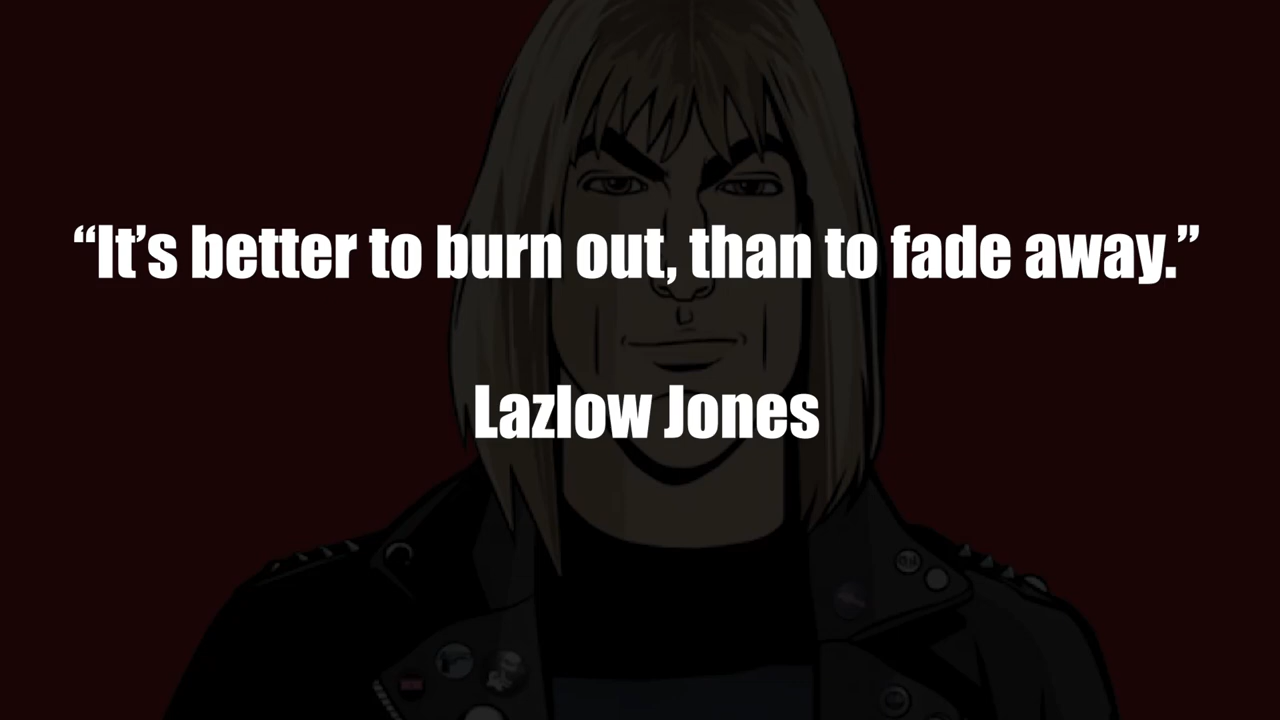 “It’s better to burn out, than to fade away.”
Lazlow Jones